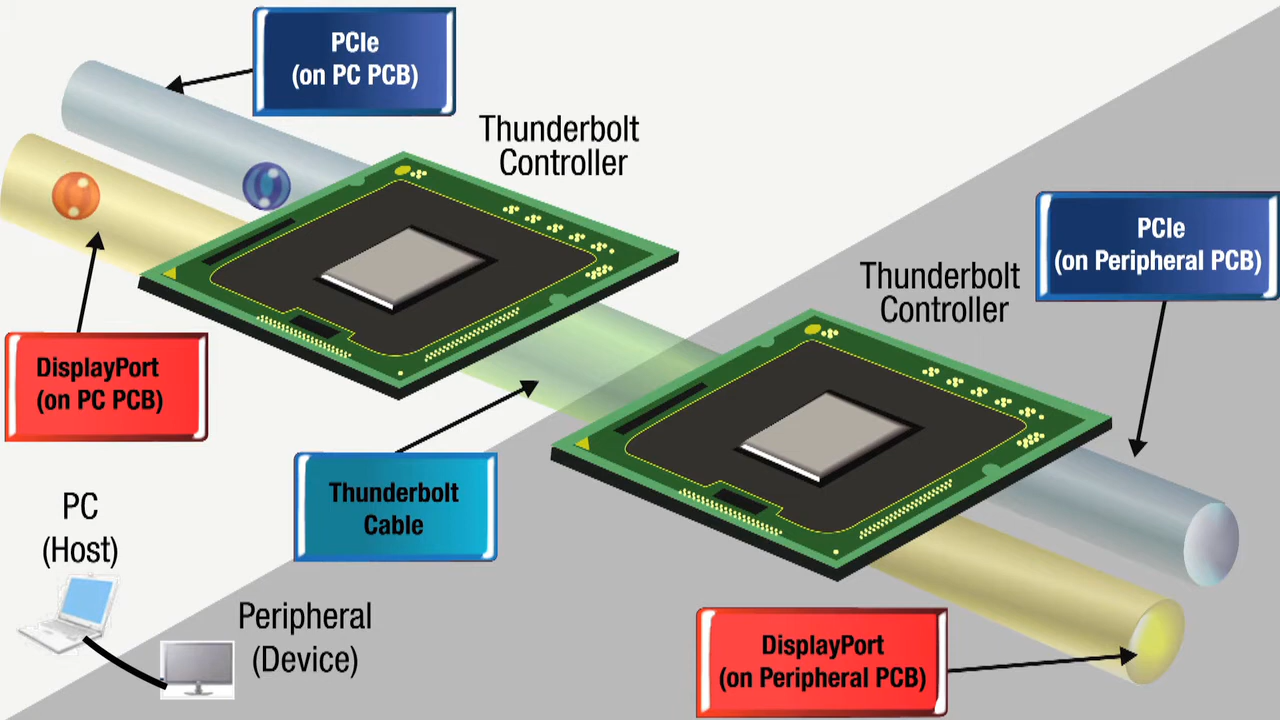 PCIe
(on PC PCB)
Thunderbolt
Controller
PCIe
(on Peripheral PCB)
Thunderbolt
Controller
DisplayPort
(on PC PCB)
Thunderbolt
Cable
PC
(Host)
Peripheral
(Device)
DisplayPort
(on Peripheral PCB)